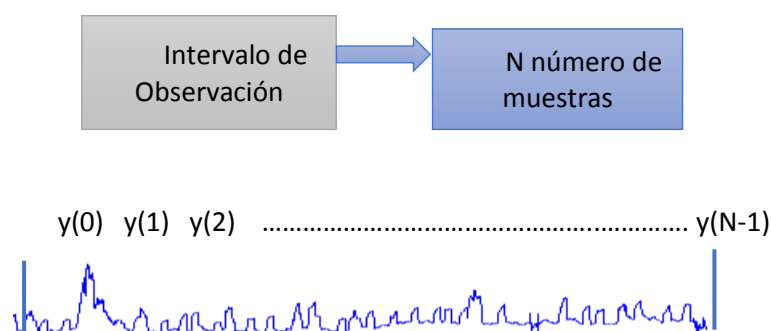 Intervalo de
Observación
N número de
muestras
y(0) y(1) y(2) ……………………………………………………… y(N-1)